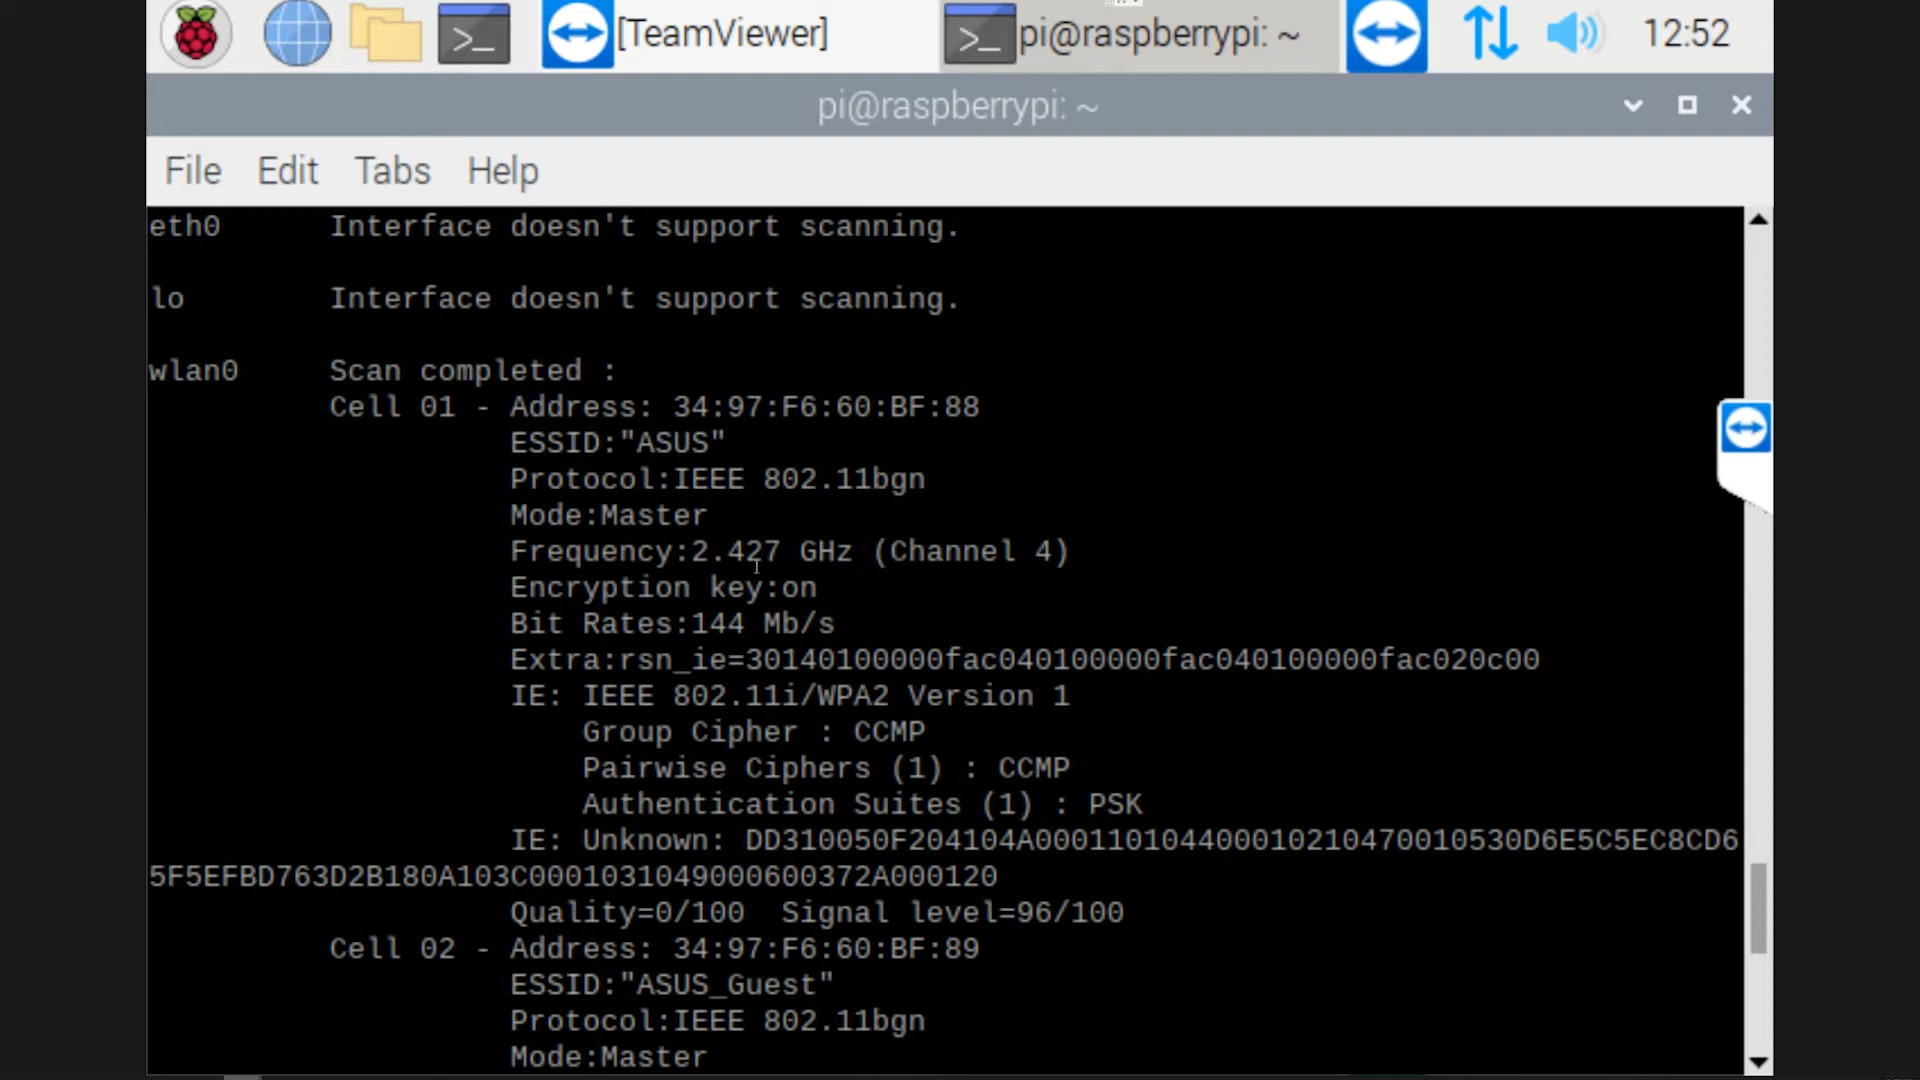 [TeamViewer] pi@raspberrypi: ~ 12:52
pi@raspberrypi: ~
File Edit Tabs Help
eth0 Interface doesn't support scanning.
lo Interface doesn't support scanning.
wlan0 Scan completed :
Cell 01 - Address: 34:97:F6:60:BF:88
ESSID:"ASUS"
Protocol:IEEE 802.11bgn
Mode:Master
Frequency:2.427 GHz (Channel 4)
Encryption key:on
Bit Rates:144 Mb/s
Extra:rsn_ie=30140100000fac040100000fac040100000fac020c00
IE: IEEE 802.11i/WPA2 Version 1
Group Cipher : CCMP
Pairwise Ciphers (1) : CCMP
Authentication Suites (1) : PSK
IE: Unknown: DD310050F204104A000110104400010210470010530D6E5C5EC8CD6
5F5EFBD763D2B180A103C0001031049000600372A000120
Quality=0/100 Signal level=96/100
Cell 02 - Address: 34:97:F6:60:BF:89
ESSID:"ASUS_Guest"
Protocol:IEEE 802.11bgn
Mode:Master